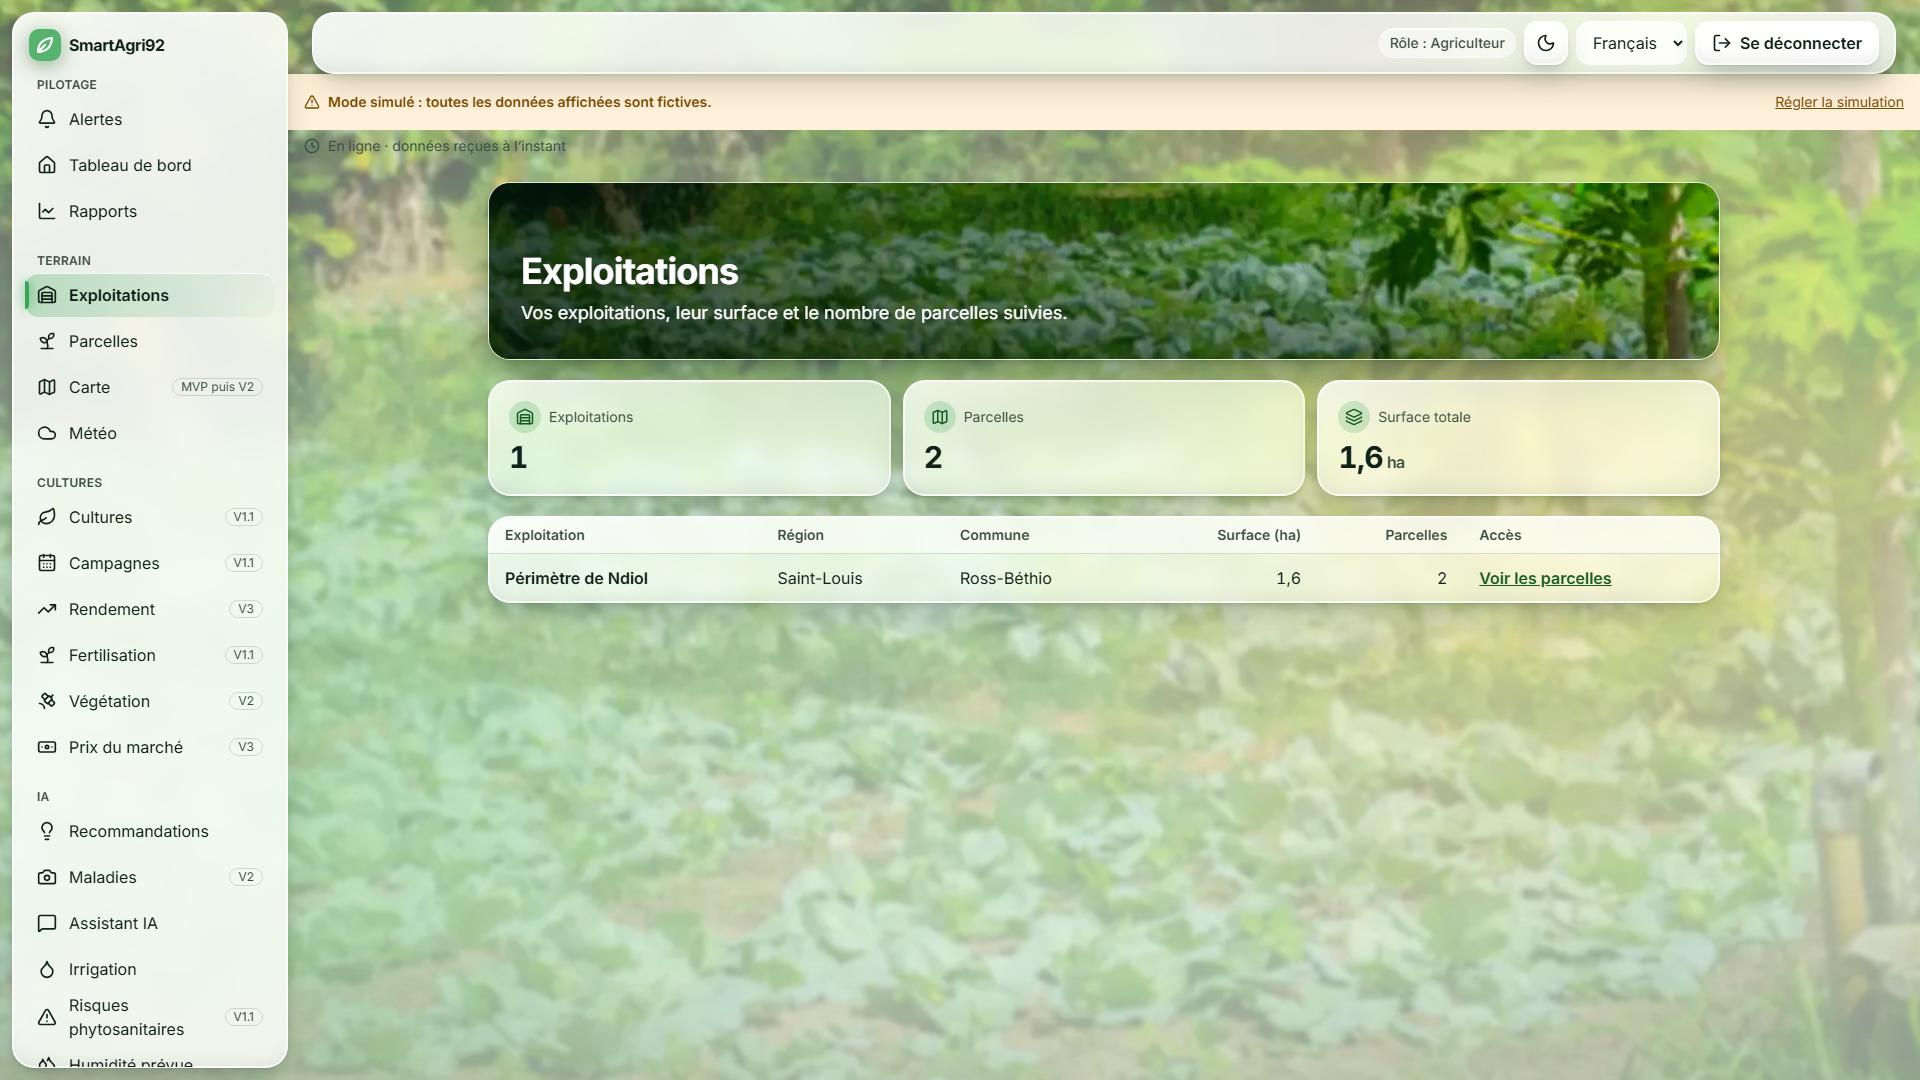 SmartAgri92
PILOTAGE
Alertes
Tableau de bord
Rapports
TERRAIN
Exploitations
Parcelles
Carte MVP puis V2
Météo
CULTURES
Cultures V1.1
Campagnes V1.1
Rendement V3
Fertilisation V1.1
Végétation V2
Prix du marché V3
IA
Recommandations
Maladies V2
Assistant IA
Irrigation
Risques phytosanitaires V1.1
Humidité prévue
Rôle : Agriculteur
Français
Se déconnecter
Mode simulé : toutes les données affichées sont fictives.
Régler la simulation
En ligne · données reçues à l'instant
Exploitations
Vos exploitations, leur surface et le nombre de parcelles suivies.
Exploitations
1
Parcelles
2
Surface totale
1,6 ha
Exploitation Région Commune Surface (ha) Parcelles Accès
Périmètre de Ndiol Saint-Louis Ross-Béthio 1,6 2 Voir les parcelles